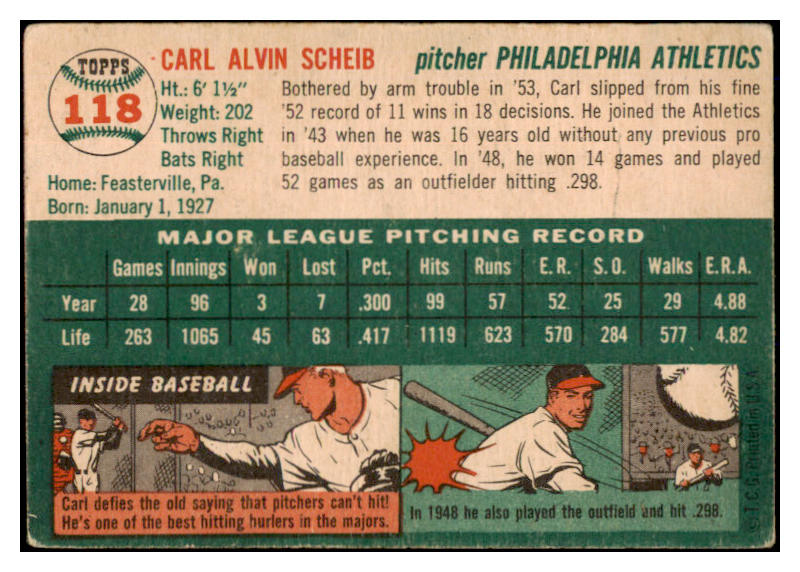 TOPPS
118
CARL ALVIN SCHEIB pitcher PHILADELPHIA ATHLETICS
Ht.: 6' 1½"
Weight: 202
Throws Right
Bats Right
Home: Feasterville, Pa.
Born: January 1, 1927
Bothered by arm trouble in '53, Carl slipped from his fine
'52 record of 11 wins in 18 decisions. He joined the Athletics
in '43 when he was 16 years old without any previous pro
baseball experience. In '48, he won 14 games and played
52 games as an outfielder hitting .298.
MAJOR LEAGUE PITCHING RECORD
Games Innings Won Lost Pct. Hits Runs E.R. S.O. Walks E.R.A.
Year 28 96 3 7 .300 99 57 52 25 29 4.88
Life 263 1065 45 63 .417 1119 623 570 284 577 4.82
INSIDE BASEBALL
Carl defies the old saying that pitchers can't hit!
He's one of the best hitting hurlers in the majors.
In 1948 he also played the outfield and hit .298.
©T.C.G. Printed in U.S.A.